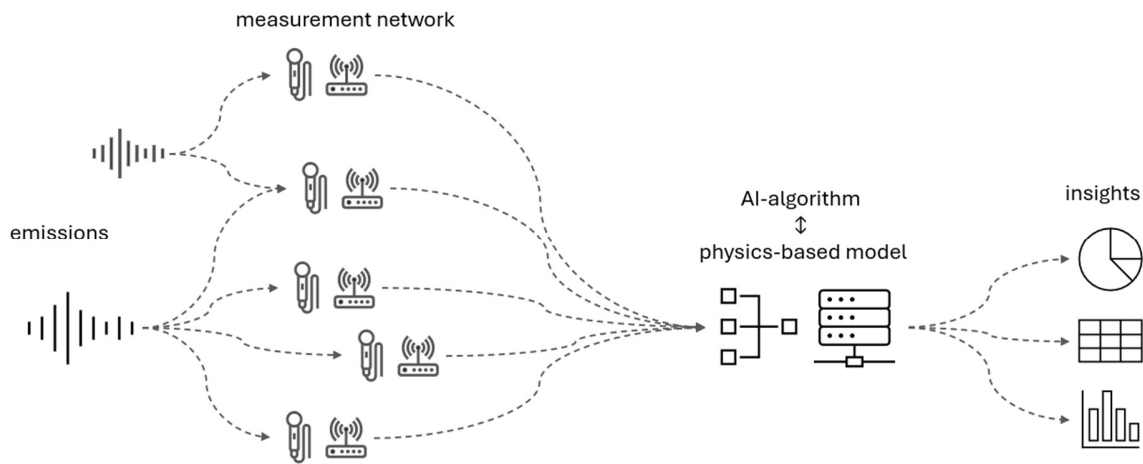 measurement network
emissions
AI-algorithm
↕
physics-based model
insights